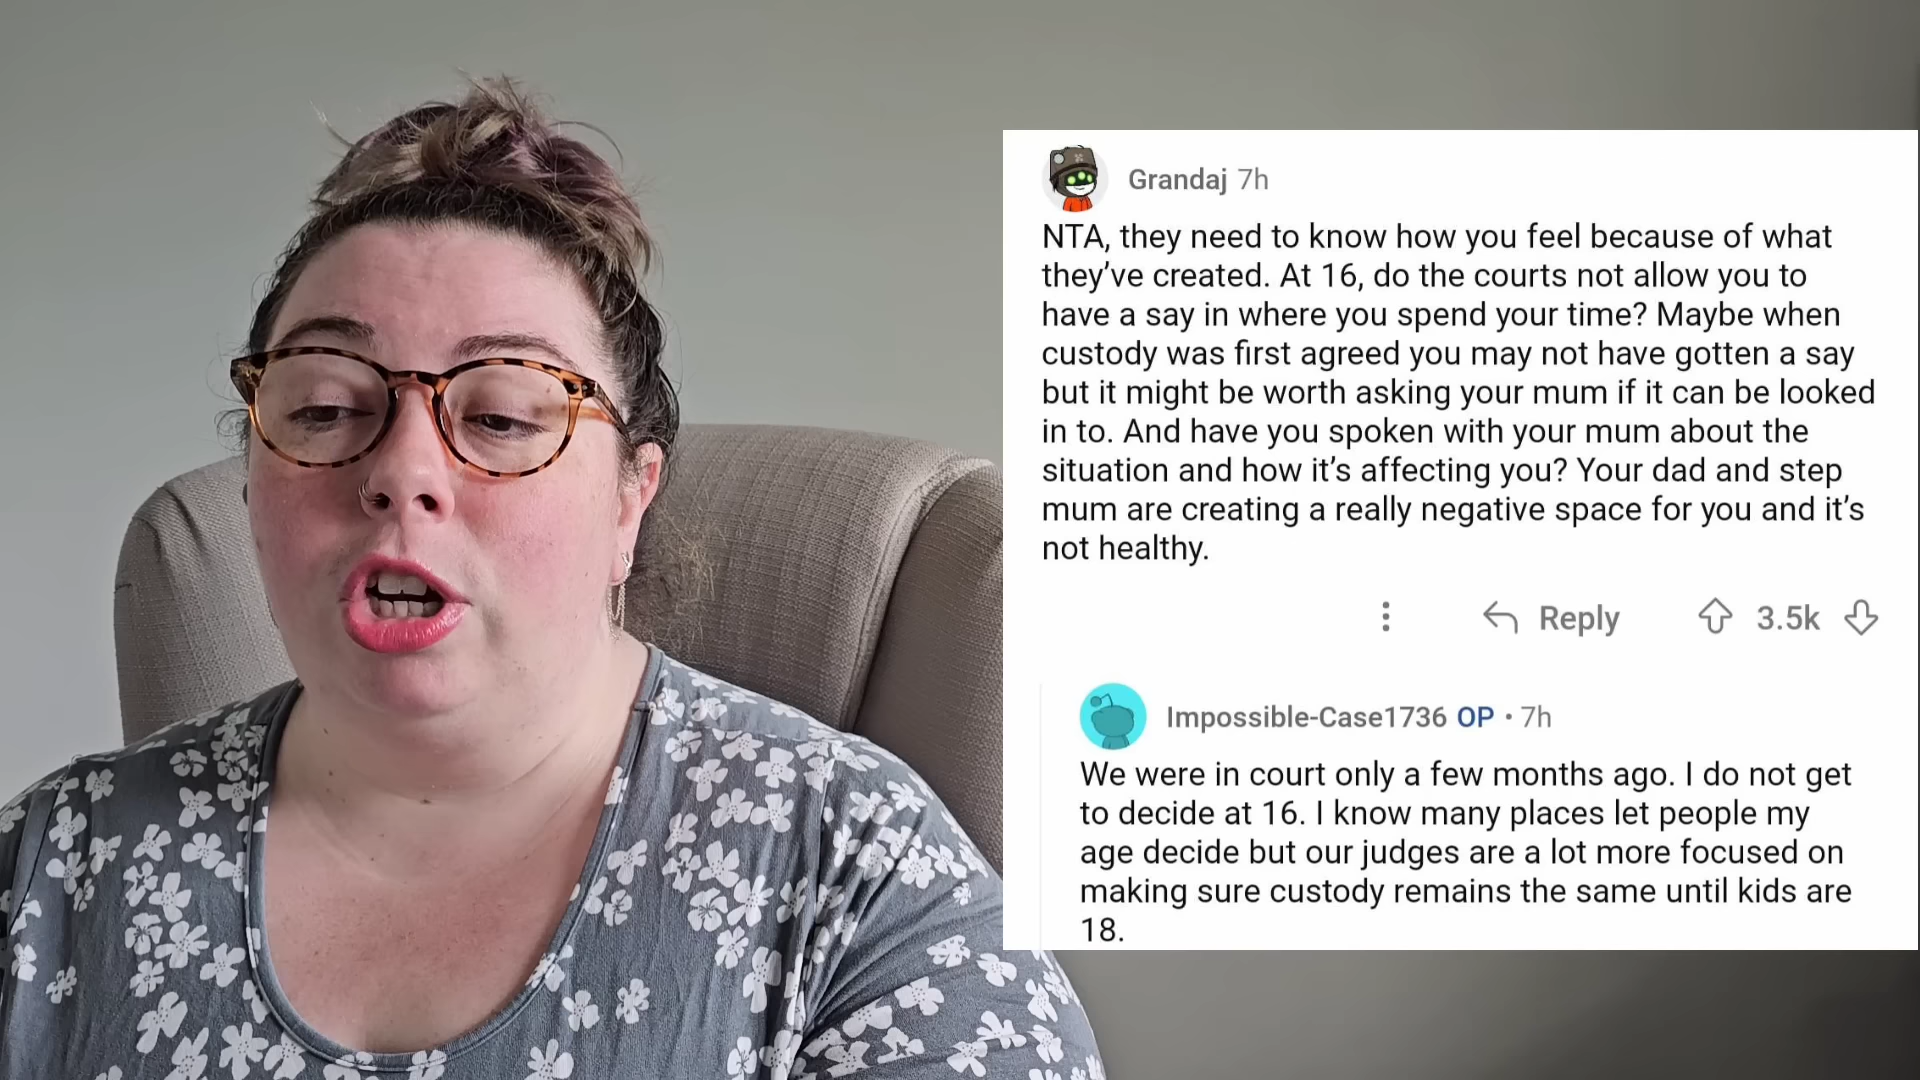 Grandaj 7h
NTA, they need to know how you feel because of what
they've created. At 16, do the courts not allow you to
have a say in where you spend your time? Maybe when
custody was first agreed you may not have gotten a say
but it might be worth asking your mum if it can be looked
in to. And have you spoken with your mum about the
situation and how it's affecting you? Your dad and step
mum are creating a really negative space for you and it's
not healthy.
Reply 3.5k
Impossible-Case1736 OP • 7h
We were in court only a few months ago. I do not get
to decide at 16. I know many places let people my
age decide but our judges are a lot more focused on
making sure custody remains the same until kids are
18.